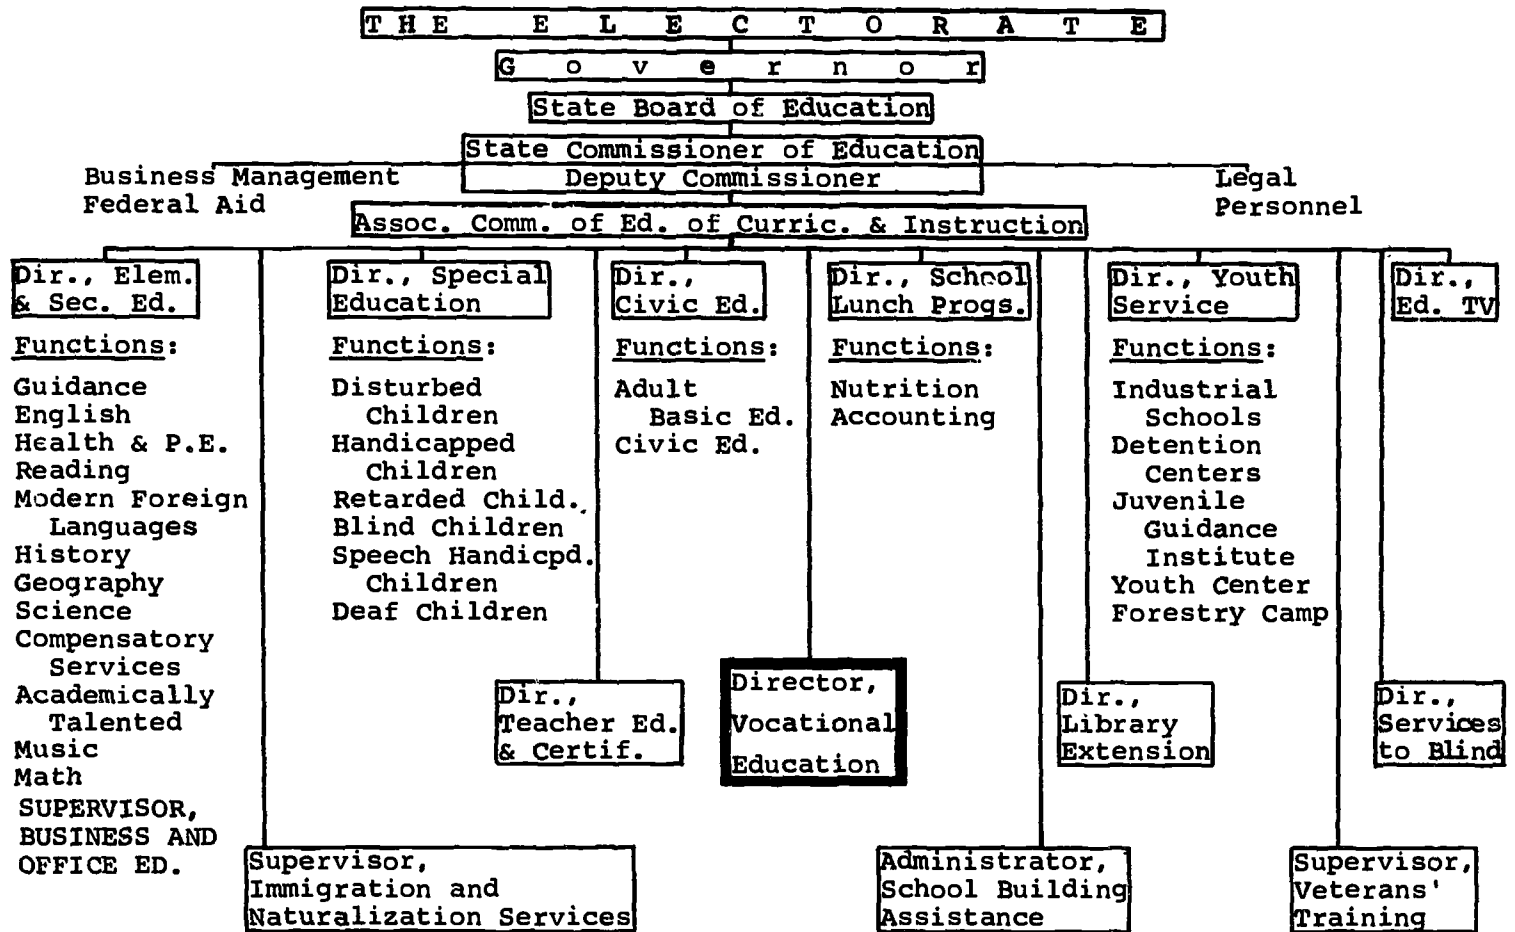 THE ELECTORATE
Governor
State Board of Education
State Commissioner of Education
Deputy Commissioner
Business Management
Federal Aid
Legal
Personnel
Assoc. Comm. of Ed. of Curric. & Instruction
Dir., Elem.
& Sec. Ed.
Functions:
Guidance
English
Health & P.E.
Reading
Modern Foreign
Languages
History
Geography
Science
Compensatory
Services
Academically
Talented
Music
Math
SUPERVISOR,
BUSINESS AND
OFFICE ED.
Dir., Special
Education
Functions:
Disturbed
Children
Handicapped
Children
Retarded Child.
Blind Children
Speech Handicpd.
Children
Deaf Children
Dir.,
Civic Ed.
Functions:
Adult
Basic Ed.
Civic Ed.
Dir., School
Lunch Progs.
Functions:
Nutrition
Accounting
Dir., Youth
Service
Functions:
Industrial
Schools
Detention
Centers
Juvenile
Guidance
Institute
Youth Center
Forestry Camp
Dir.,
Ed. TV
Dir.,
Teacher Ed.
& Certif.
Director,
Vocational
Education
Dir.,
Library
Extension
Dir.,
Services
to Blind
Supervisor,
Immigration and
Naturalization Services
Administrator,
School Building
Assistance
Supervisor,
Veterans'
Training